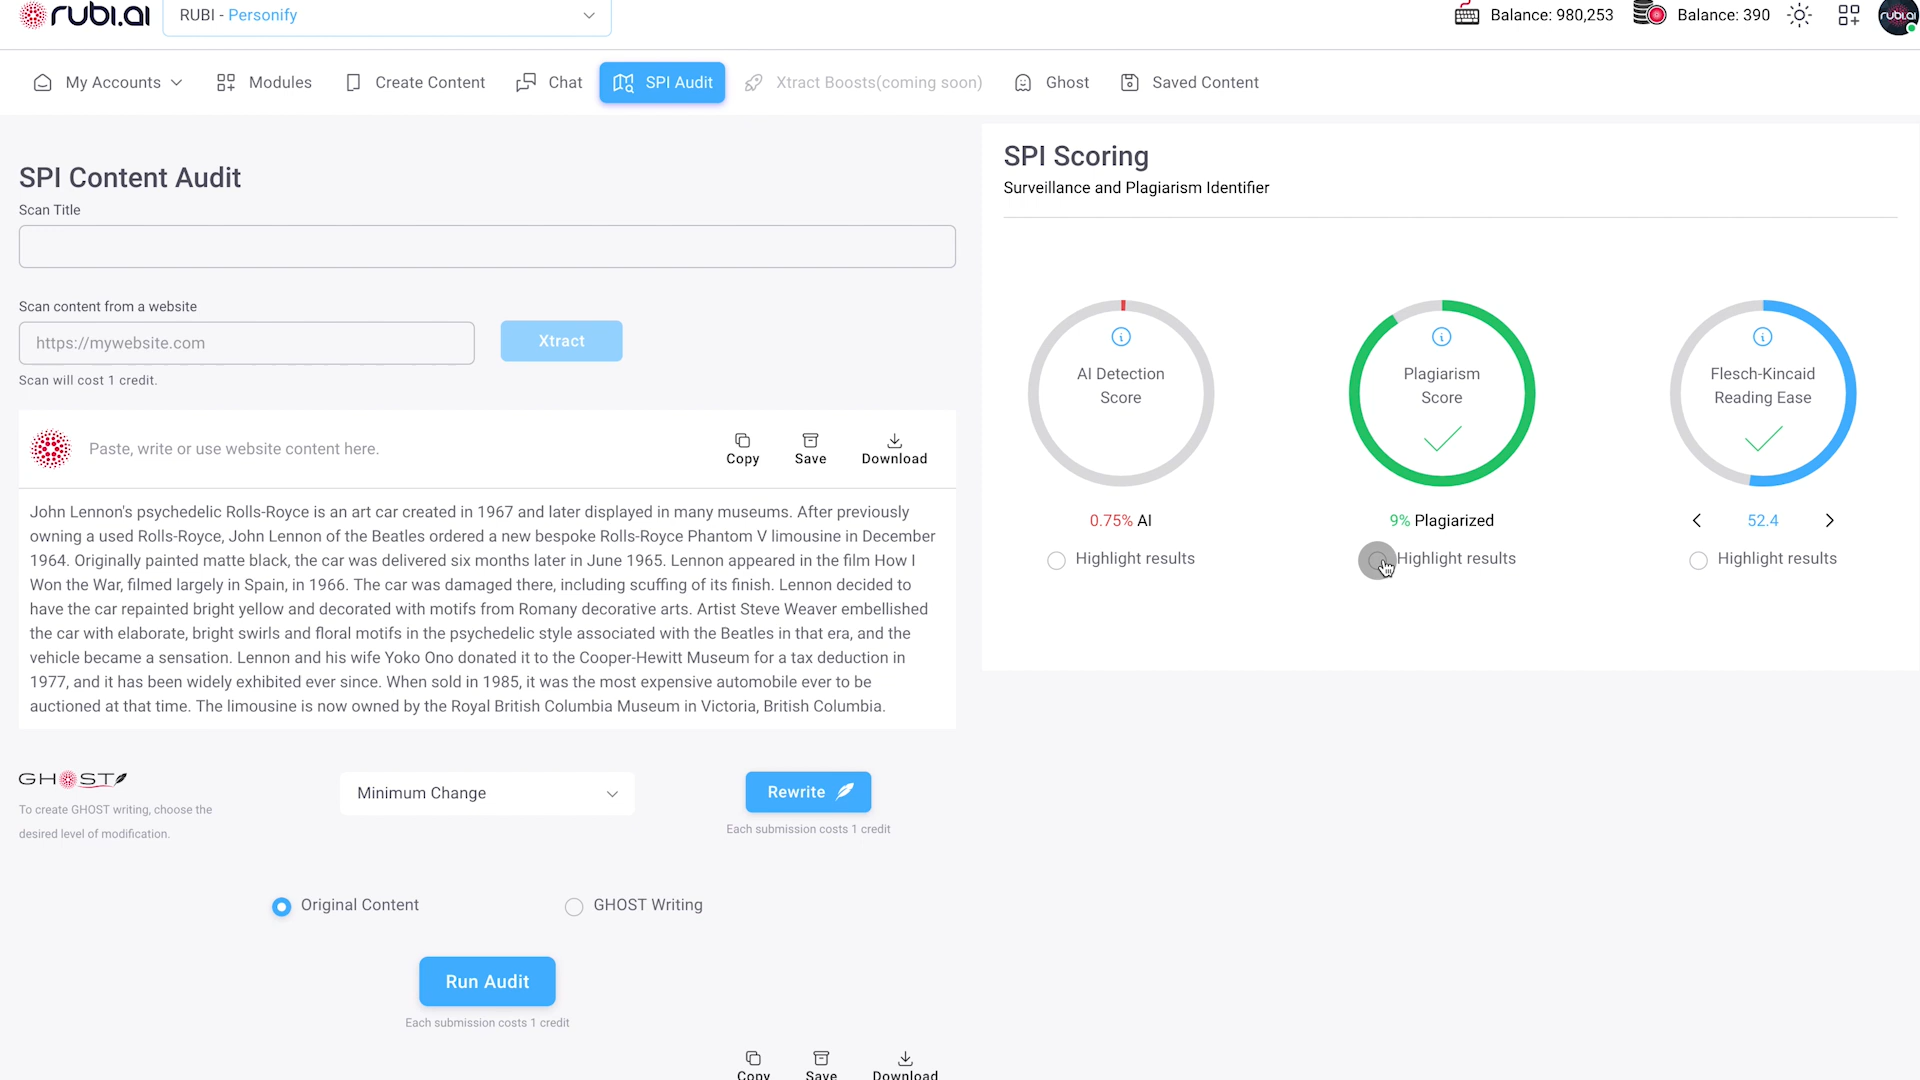 rubi.ai
RUBI - Personify
Balance: 980,253
Balance: 390
rubi.ai
My Accounts
Modules
Create Content
Chat
SPI Audit
Xtract Boosts(coming soon)
Ghost
Saved Content
SPI Content Audit
Scan Title
Scan content from a website
https://mywebsite.com
Xtract
Scan will cost 1 credit.
Paste, write or use website content here.
Copy
Save
Download
John Lennon's psychedelic Rolls-Royce is an art car created in 1967 and later displayed in many museums. After previously
owning a used Rolls-Royce, John Lennon of the Beatles ordered a new bespoke Rolls-Royce Phantom V limousine in December
1964. Originally painted matte black, the car was delivered six months later in June 1965. Lennon appeared in the film How I
Won the War, filmed largely in Spain, in 1966. The car was damaged there, including scuffing of its finish. Lennon decided to
have the car repainted bright yellow and decorated with motifs from Romany decorative arts. Artist Steve Weaver embellished
the car with elaborate, bright swirls and floral motifs in the psychedelic style associated with the Beatles in that era, and the
vehicle became a sensation. Lennon and his wife Yoko Ono donated it to the Cooper-Hewitt Museum for a tax deduction in
1977, and it has been widely exhibited ever since. When sold in 1985, it was the most expensive automobile ever to be
auctioned at that time. The limousine is now owned by the Royal British Columbia Museum in Victoria, British Columbia.
GHOST
To create GHOST writing, choose the
desired level of modification.
Minimum Change
Rewrite
Each submission costs 1 credit
Original Content
GHOST Writing
Run Audit
Each submission costs 1 credit
Copy
Save
Download
SPI Scoring
Surveillance and Plagiarism Identifier
AI Detection
Score
0.75% AI
Highlight results
Plagiarism
Score
9% Plagiarized
Highlight results
Flesch-Kincaid
Reading Ease
52.4
Highlight results